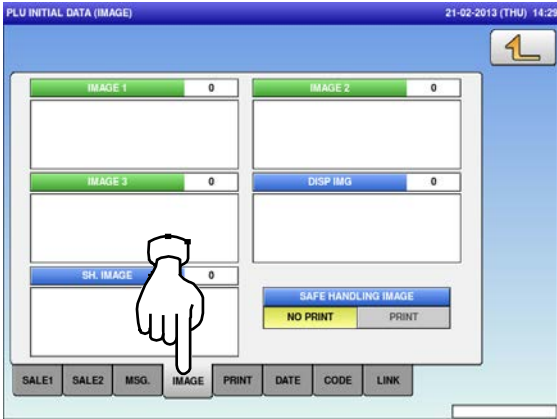 PLU INITIAL DATA (IMAGE) 21-02-2013 (THU) 14:29
IMAGE 1 0 IMAGE 2 0
IMAGE 3 0 DISP IMG 0
SH. IMAGE 0
SAFE HANDLING IMAGE
NO PRINT PRINT
SALE1 SALE2 MSG. IMAGE PRINT DATE CODE LINK